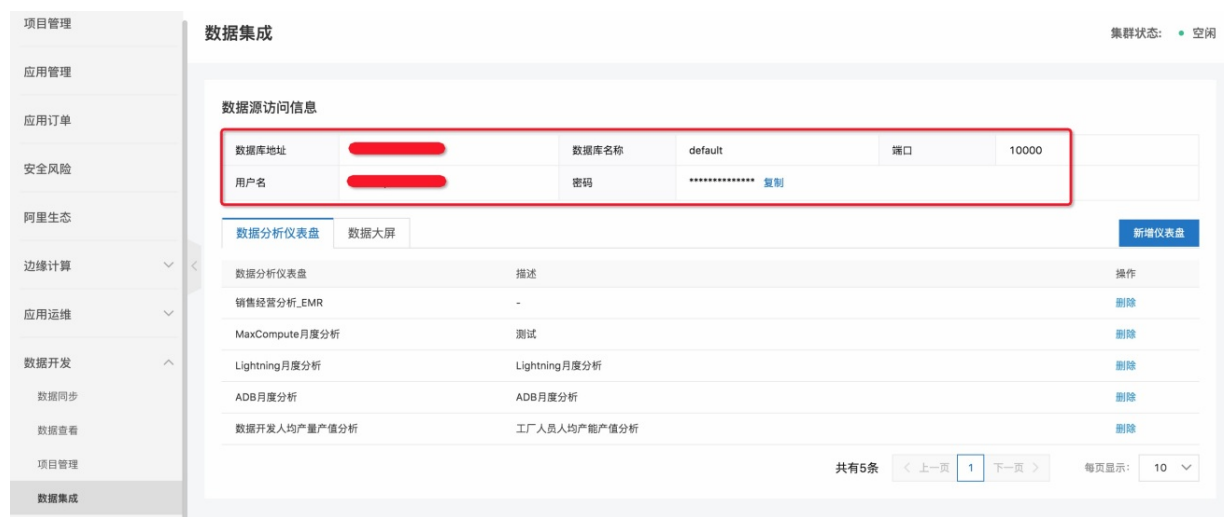 项目管理
应用管理
应用订单
安全风险
阿里生态
边缘计算
应用运维
数据开发
数据同步
数据查看
项目管理
数据集成
数据集成
集群状态: 空闲
数据源访问信息
数据库地址 数据库名称 default 端口 10000
用户名 密码 ************** 复制
数据分析仪表盘 数据大屏 新增仪表盘
数据分析仪表盘 描述 操作
销售经营分析_EMR - 删除
MaxCompute月度分析 测试 删除
Lightning月度分析 Lightning月度分析 删除
ADB月度分析 ADB月度分析 删除
数据开发人均产量产值分析 工厂人员人均产能产值分析 删除
共有5条 上一页 1 下一页 每页显示: 10